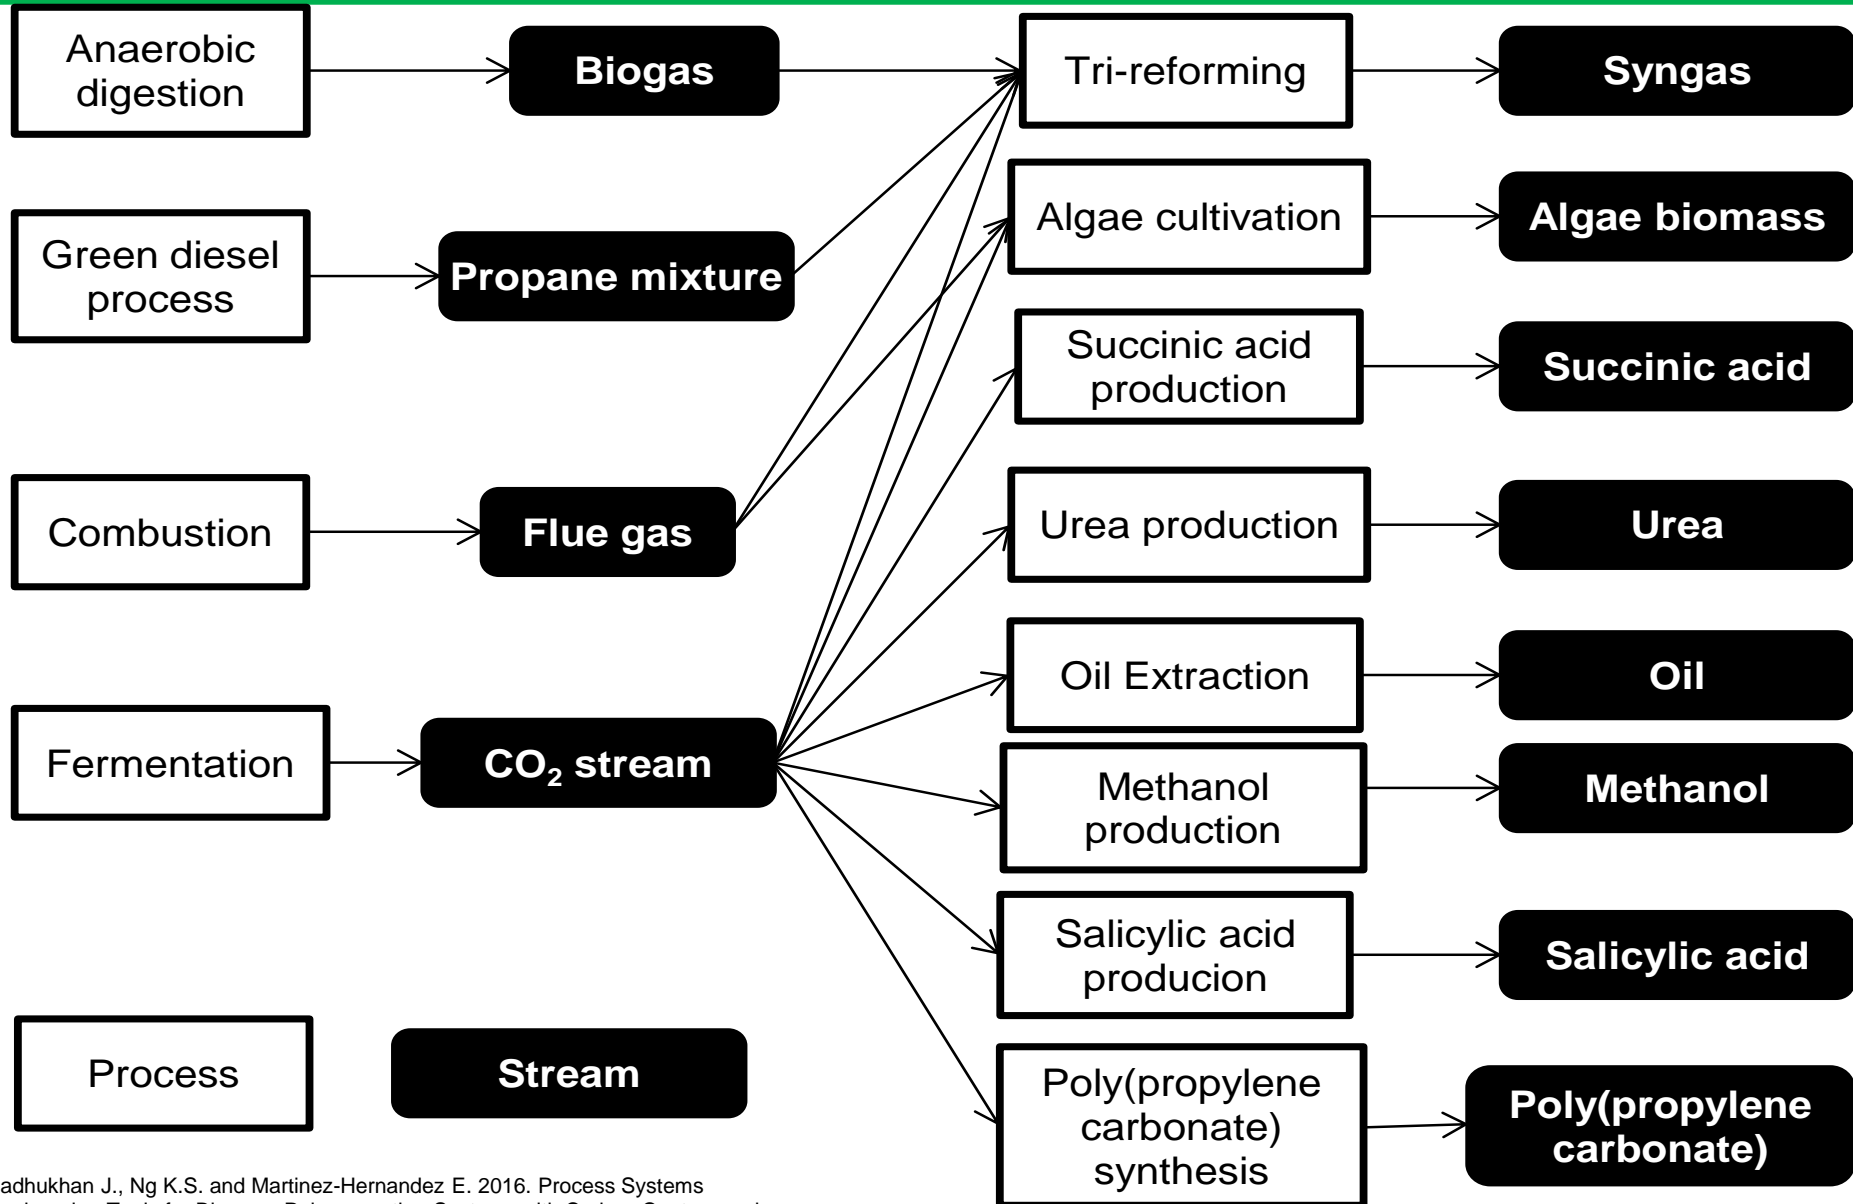 Anaerobic
digestion
Biogas
Tri-reforming
Syngas
Green diesel
process
Propane mixture
Algae cultivation
Algae biomass
Succinic acid
production
Succinic acid
Combustion
Flue gas
Urea production
Urea
Oil Extraction
Oil
Fermentation
CO₂ stream
Methanol
production
Methanol
Salicylic acid
producion
Salicylic acid
Process
Stream
Poly(propylene
carbonate)
synthesis
Poly(propylene
carbonate)
adhukhan J., Ng K.S. and Martinez-Hernandez E. 2016. Process Systems